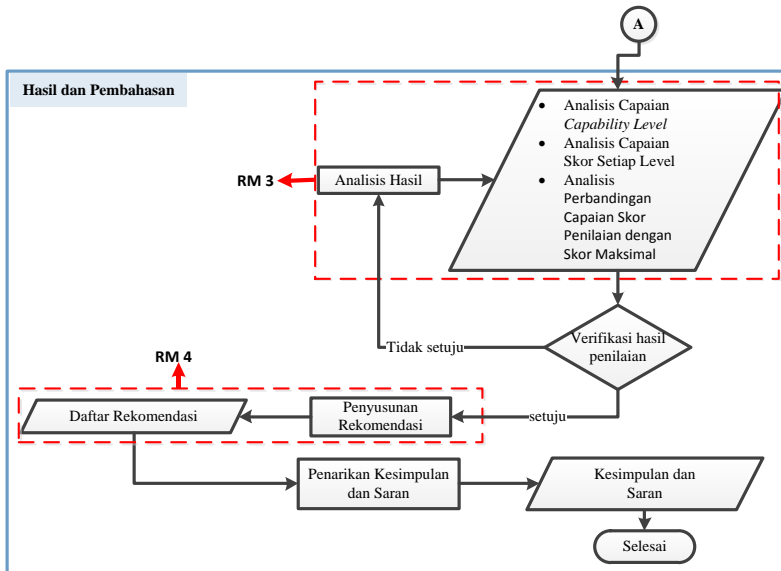 A
Hasil dan Pembahasan
• Analisis Capaian
Capability Level
• Analisis Capaian
Skor Setiap Level
• Analisis
Perbandingan
Capaian Skor
Penilaian dengan
Skor Maksimal
RM 3
Analisis Hasil
Verifikasi hasil
penilaian
Tidak setuju
RM 4
setuju
Penyusunan
Rekomendasi
Daftar Rekomendasi
Penarikan Kesimpulan
dan Saran
Kesimpulan dan
Saran
Selesai